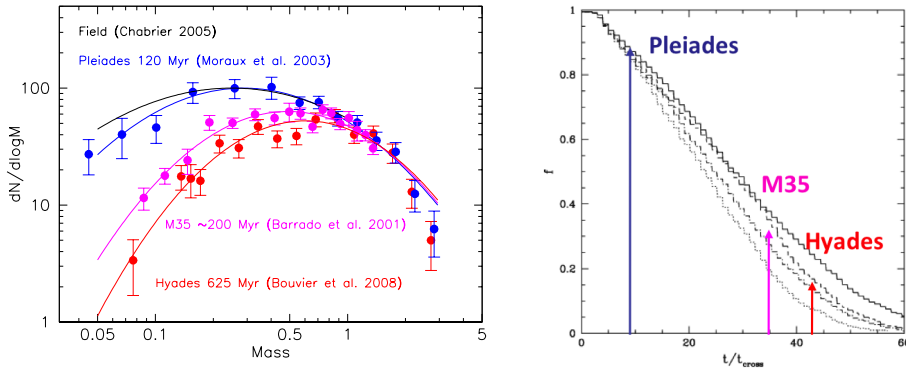 Field (Chabrier 2005)
Pleiades 120 Myr (Moraux et al. 2003)
100
10
1
dN/dlogM
M35 ~200 Myr (Barrado et al. 2001)
Hyades 625 Myr (Bouvier et al. 2008)
0.05 0.1 0.5 1 5
Mass
1
0.8
0.6
0.4
0.2
0
f
Pleiades
M35
Hyades
0 20 40 60
t/t_cross